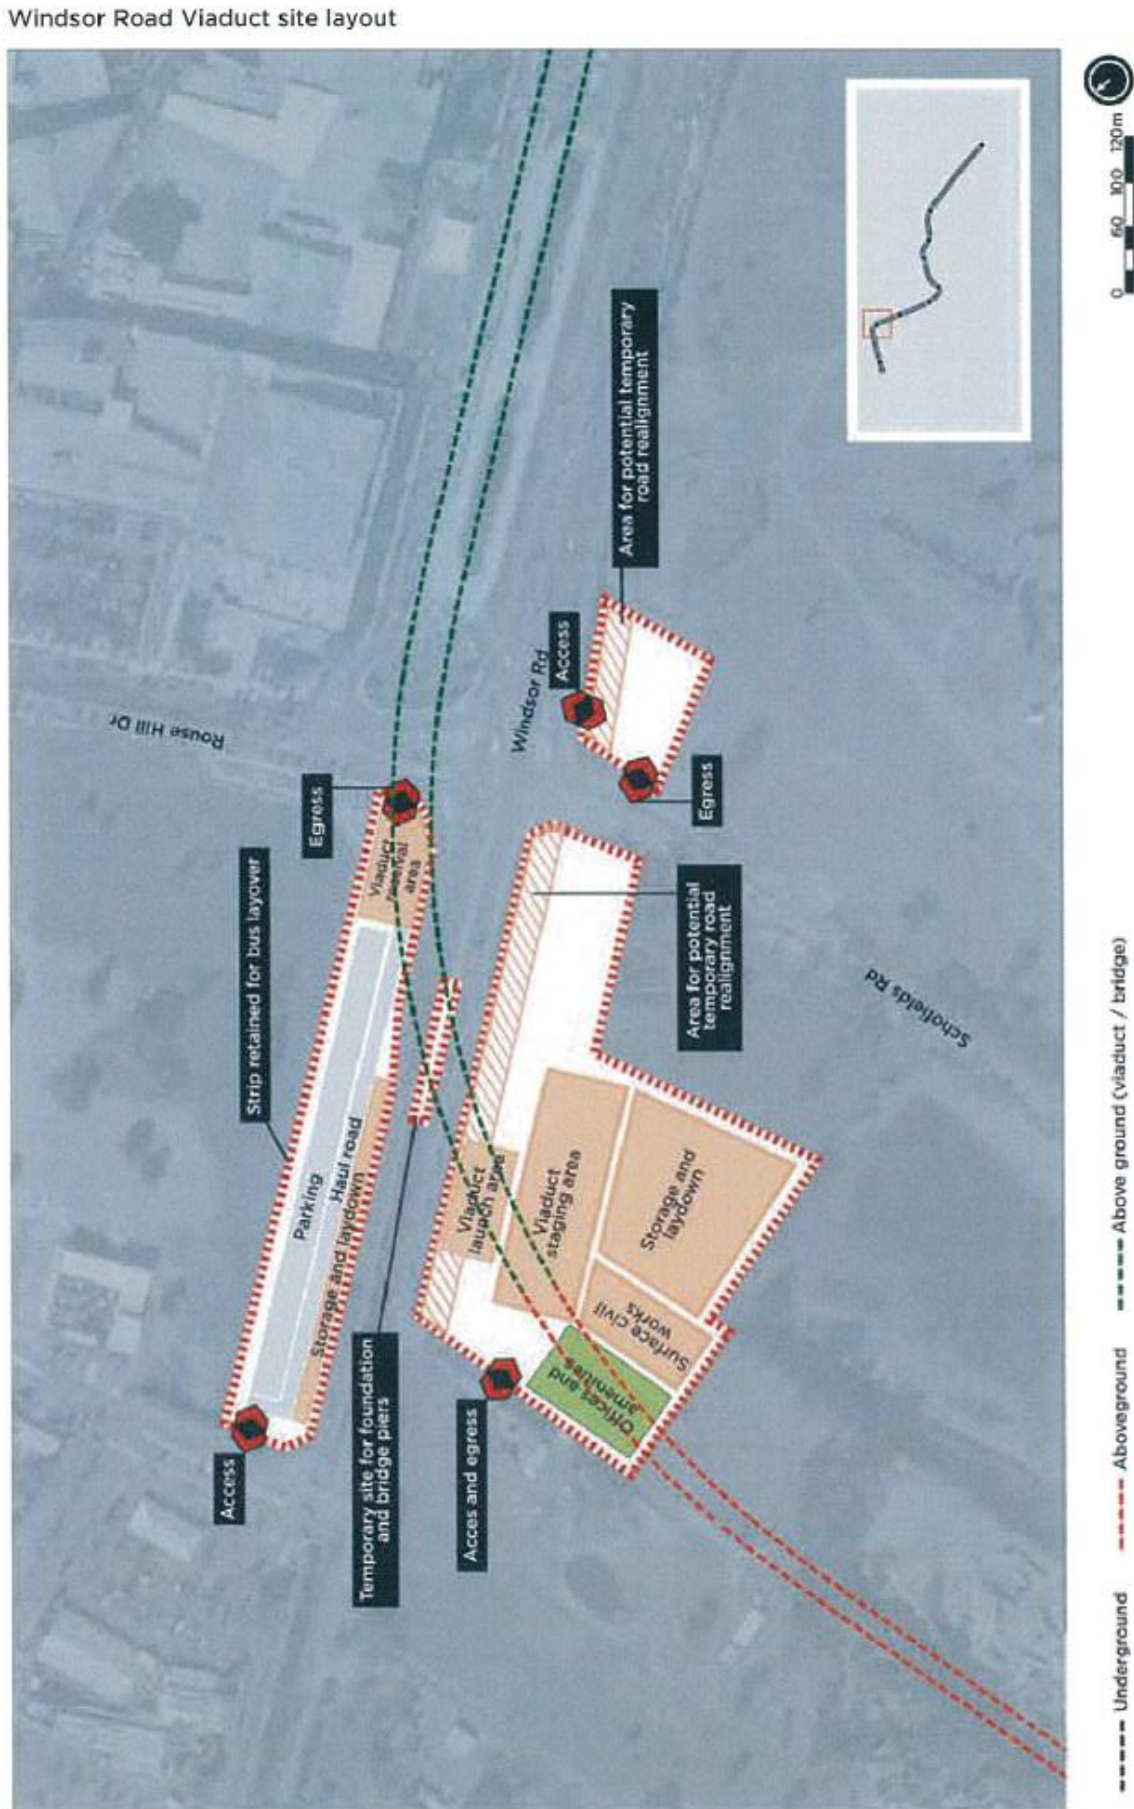 Windsor Road Viaduct site layout
Rouse Hill Dr
Windsor Rd
Access
Area for potential temporary
road realignment
Egress
Egress
Strip retained for bus layover
Viaduct
removal
area
Area for potential
temporary road
realignment
Schofields Rd
Parking
Haul road
Storage and laydown
Viaduct
launch area
Viaduct
staging area
Storage and
laydown
Surface civil
works
Offices and
amenities
Temporary site for foundation
and bridge piers
Access
Acces and egress
0 60 100 120m
Underground
Aboveground
Above ground (viaduct / bridge)